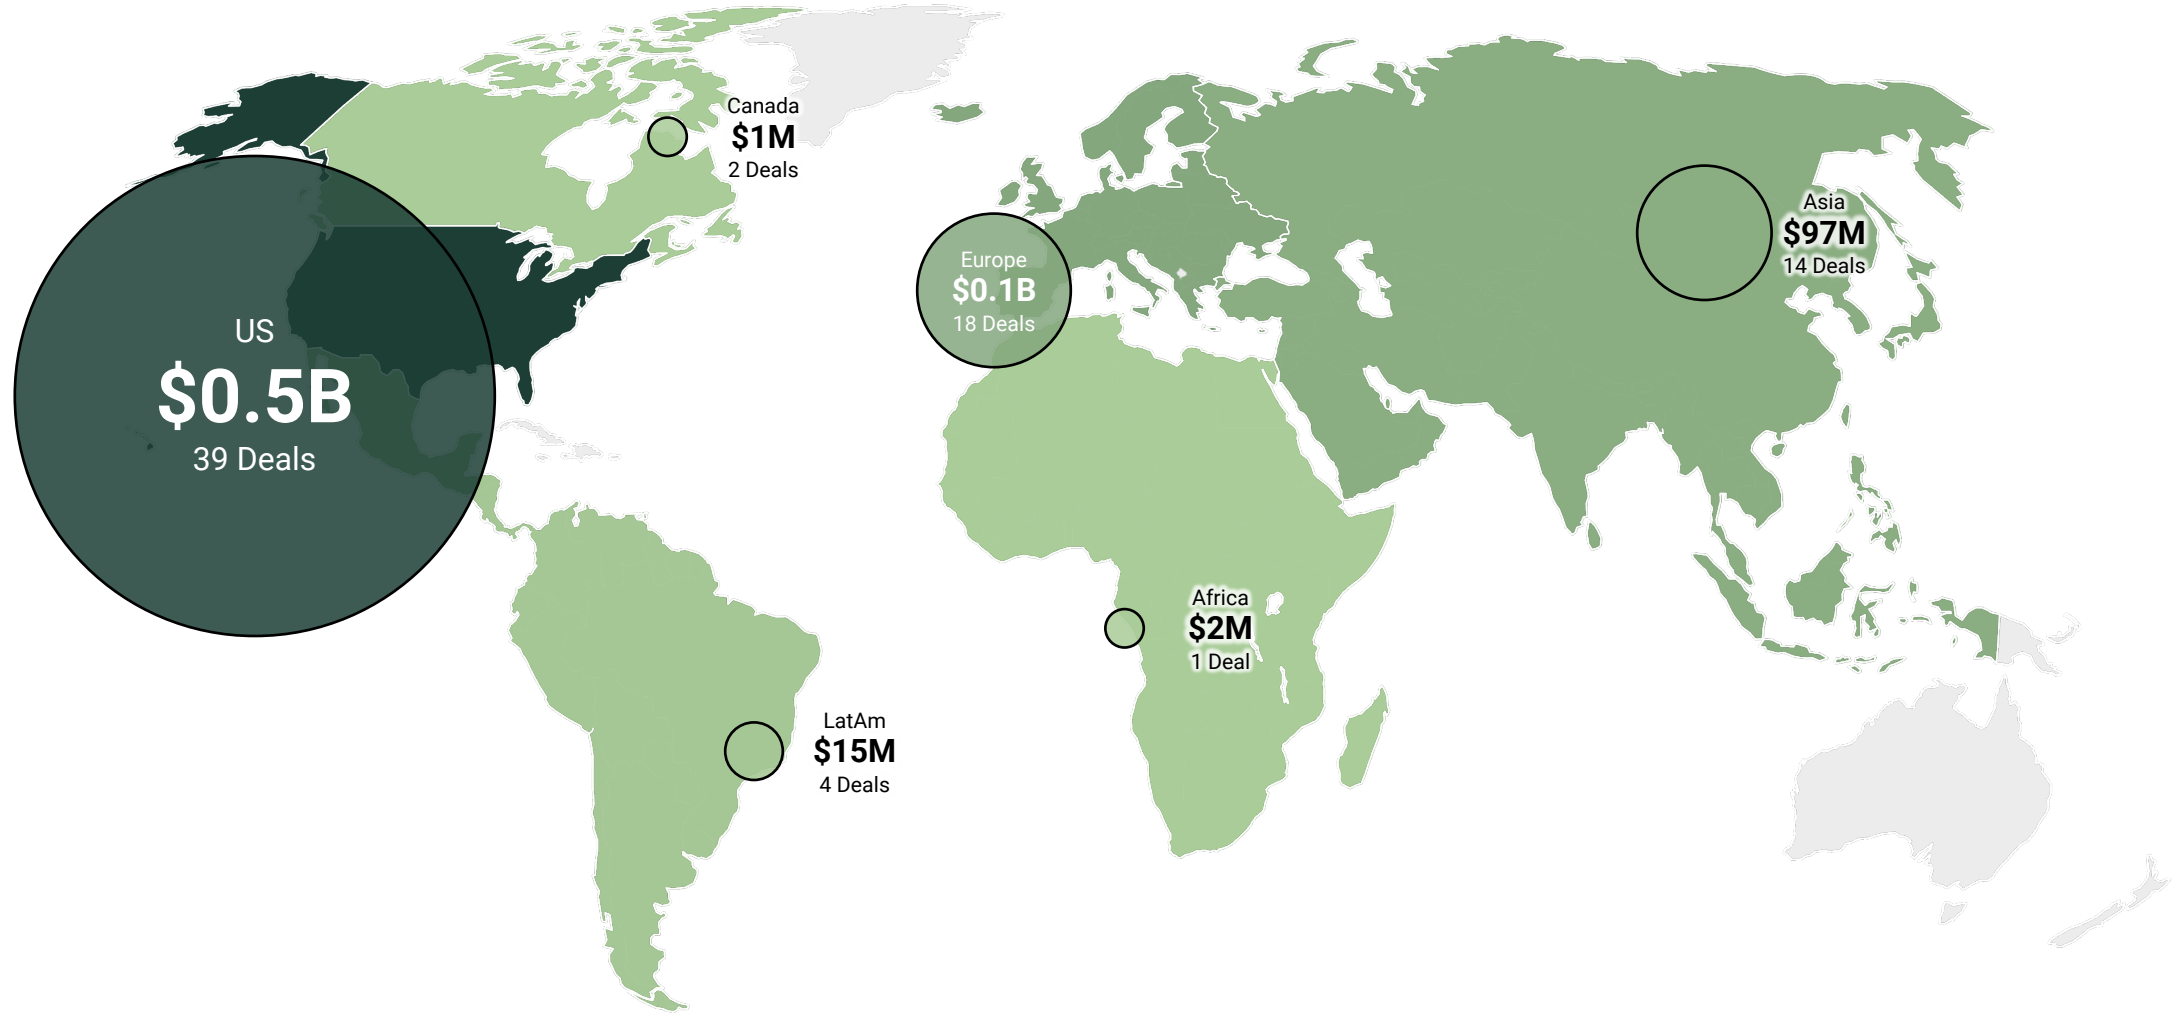 Canada
$1M
2 Deals
Asia
$97M
14 Deals
Europe
$0.1B
18 Deals
US
$0.5B
39 Deals
Africa
$2M
1 Deal
LatAm
$15M
4 Deals